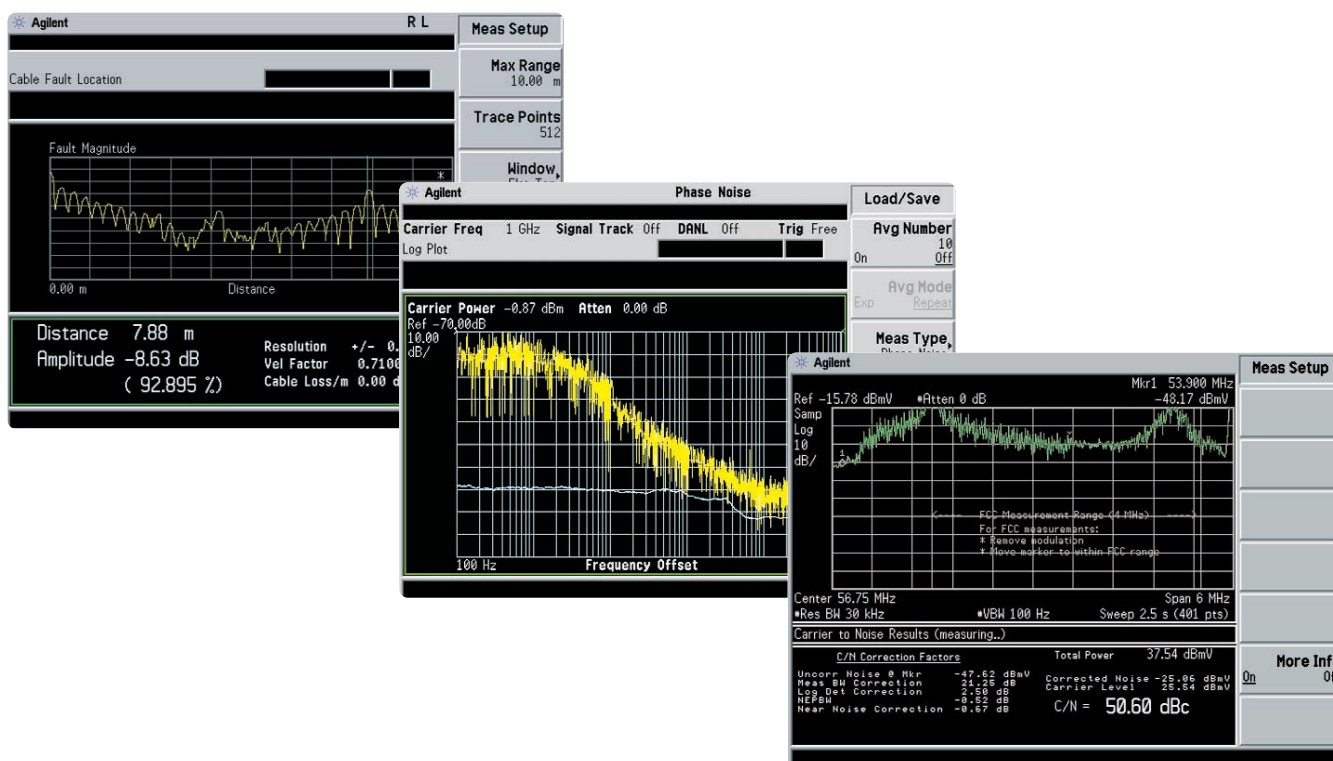 Agilent
R L
Meas Setup
Cable Fault Location
Max Range
10.00 m
Trace Points
512
Window
Fault Magnitude
*
0.00 m Distance
Distance 7.88 m
Amplitude -8.63 dB
( 92.895 %)
Resolution +/- 0.
Vel Factor 0.7100
Cable Loss/m 0.00 d
Agilent
Phase Noise
Load/Save
Carrier Freq 1 GHz Signal Track Off DANL Off Trig Free
Log Plot
Avg Number
10
On Off
Avg Mode
Exp Repeat
Meas Type
Phase Noise
Carrier Power -0.87 dBm Atten 0.00 dB
Ref -70.00dB
10.00
dB/
100 Hz Frequency Offset
Agilent
Meas Setup
Mkr1 53.900 MHz
Ref -15.78 dBmV *Atten 0 dB -48.17 dBmV
Samp
Log
10
dB/
1
<---- FCC Measurement Range (4 MHz) ---->
For FCC measurements:
* Remove modulation
* Move marker to within FCC range
Center 56.75 MHz Span 6 MHz
*Res BW 30 kHz *VBW 100 Hz Sweep 2.5 s (401 pts)
Carrier to Noise Results (measuring..)
C/N Correction Factors
Uncorr Noise @ Mkr -47.62 dBmV
Meas BW Correction 21.25 dB
Log Det Correction 2.50 dB
NEPBW -0.52 dB
Near Noise Correction -0.67 dB
Total Power 37.54 dBmV
Corrected Noise -25.06 dBmV
Carrier Level 25.54 dBmV
C/N = 50.60 dBc
More Inf
On Of